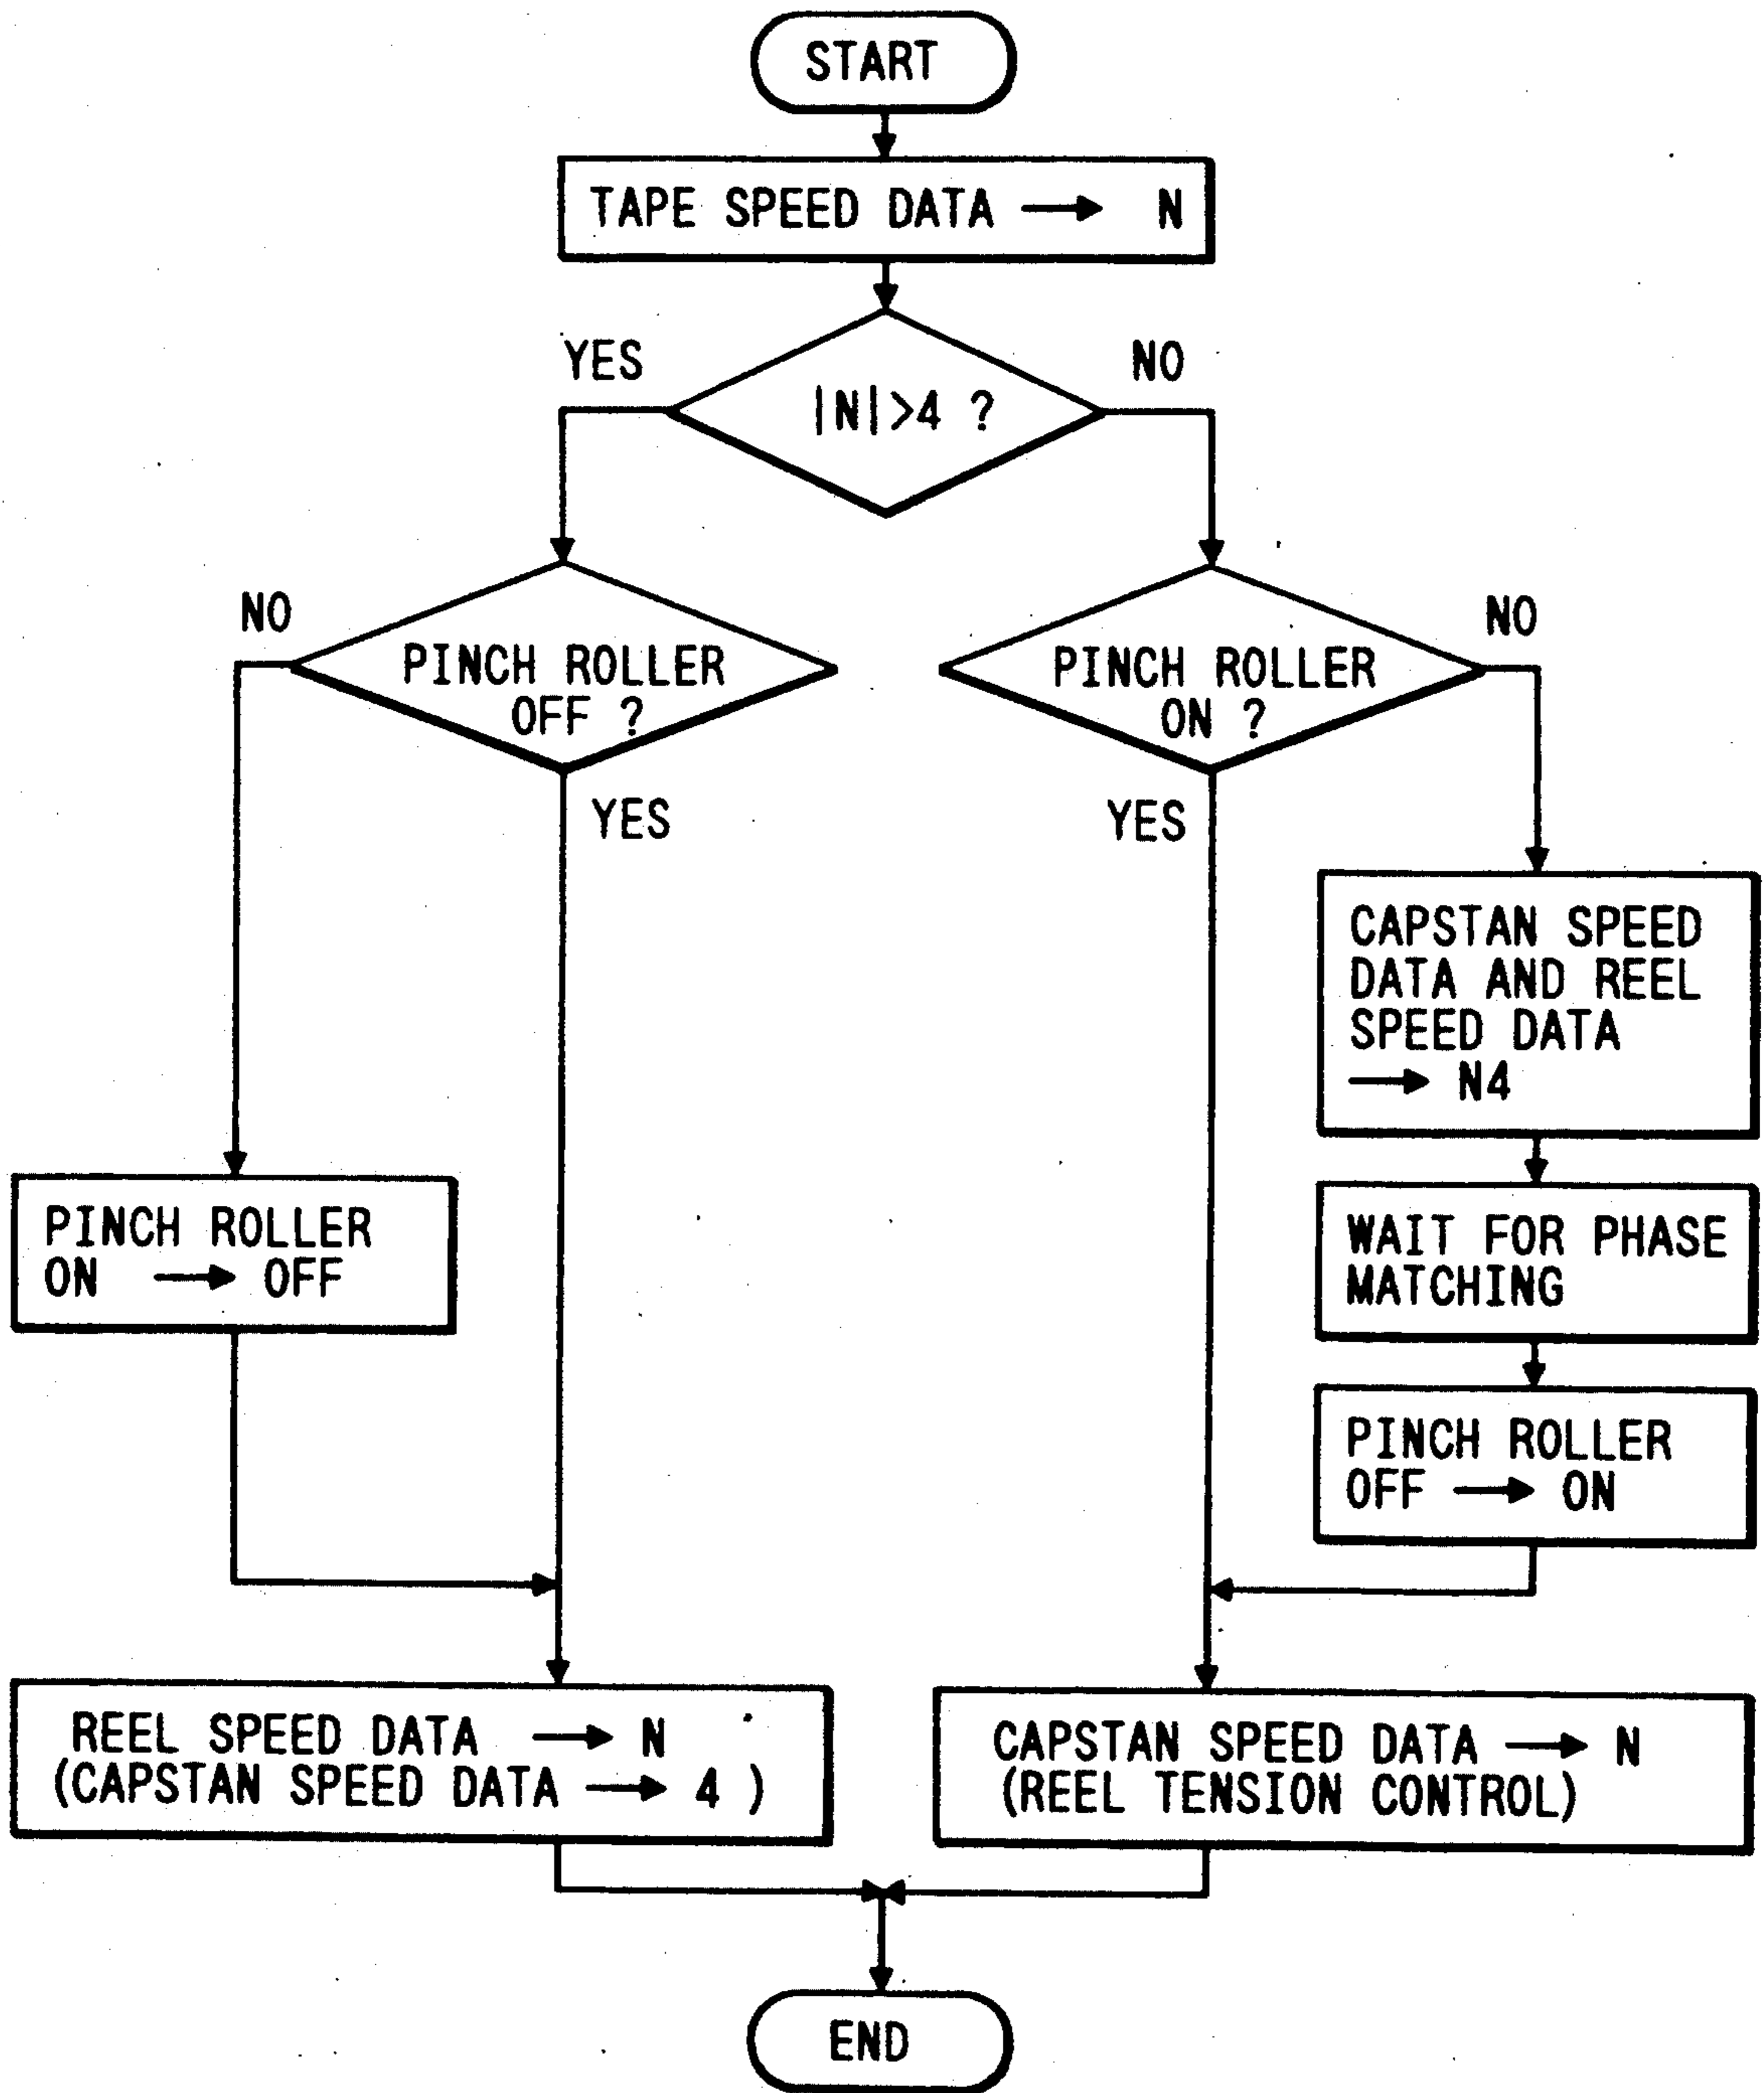 START
TAPE SPEED DATA → N
YES
NO
|N|>4 ?
NO
PINCH ROLLER
OFF ?
YES
PINCH ROLLER
ON ?
NO
YES
CAPSTAN SPEED
DATA AND REEL
SPEED DATA
→ N4
PINCH ROLLER
ON → OFF
WAIT FOR PHASE
MATCHING
PINCH ROLLER
OFF → ON
REEL SPEED DATA → N
(CAPSTAN SPEED DATA → 4 )
CAPSTAN SPEED DATA → N
(REEL TENSION CONTROL)
END